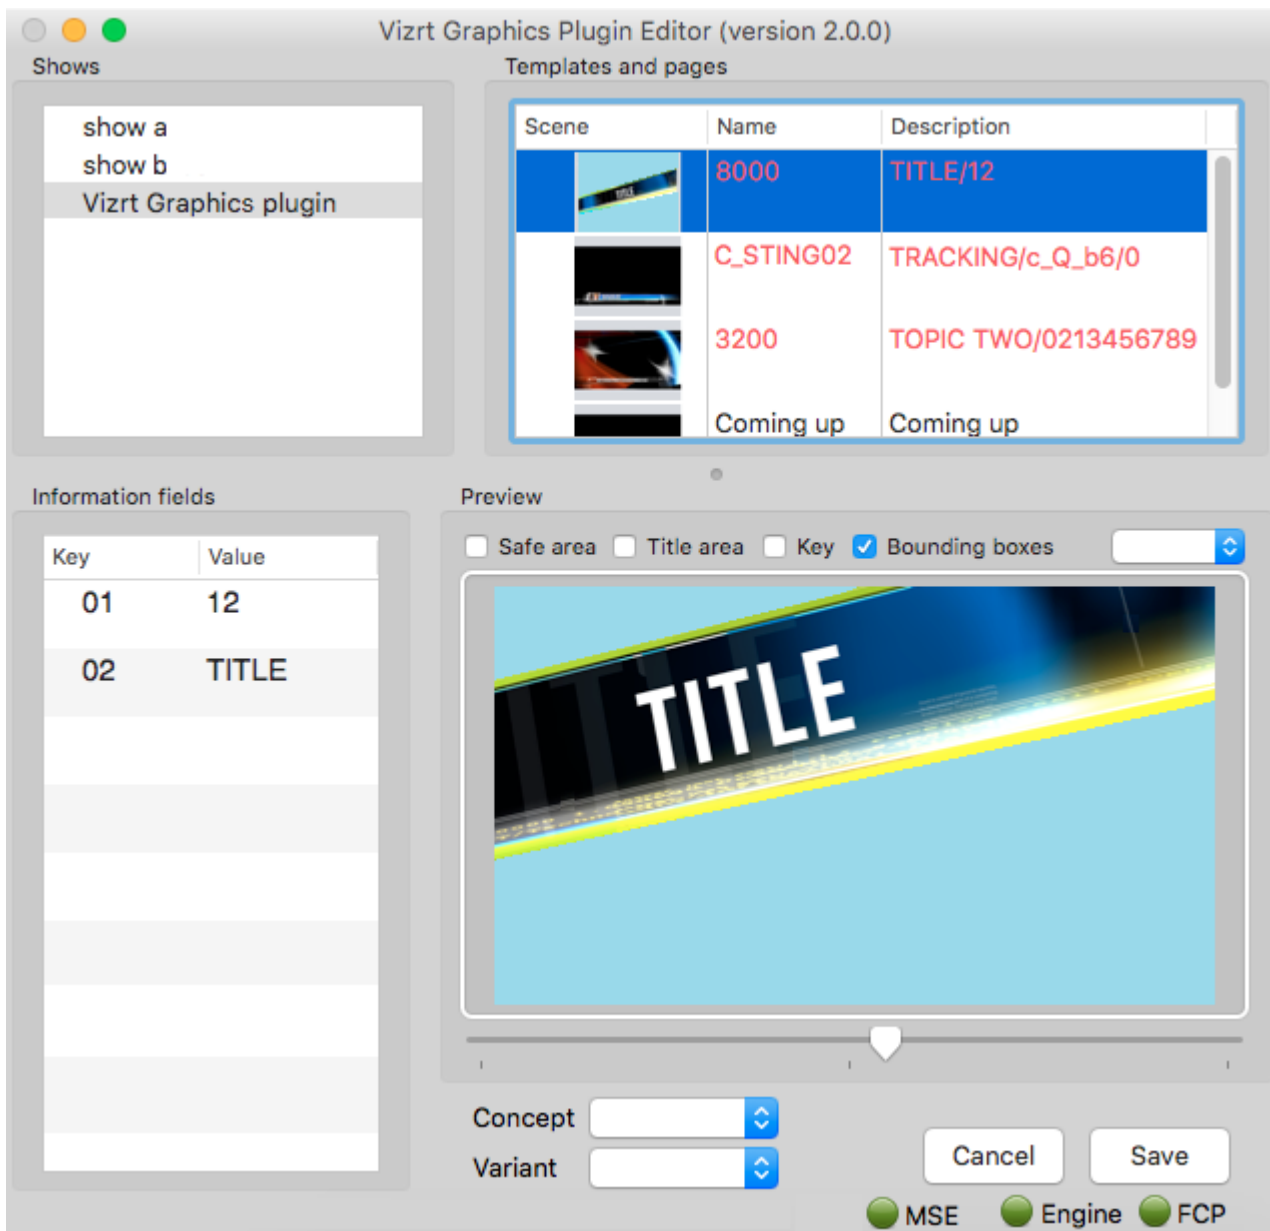 Vizrt Graphics Plugin Editor (version 2.0.0)
Shows
Templates and pages
show a
show b
Vizrt Graphics plugin
Scene Name Description
TITLE 8000 TITLE/12
C_STING02 TRACKING/c_Q_b6/0
3200 TOPIC TWO/0213456789
Coming up Coming up
Information fields
Preview
Key Value
01 12
02 TITLE
Safe area Title area Key Bounding boxes
TITLE
Concept
Variant
Cancel Save
MSE Engine FCP